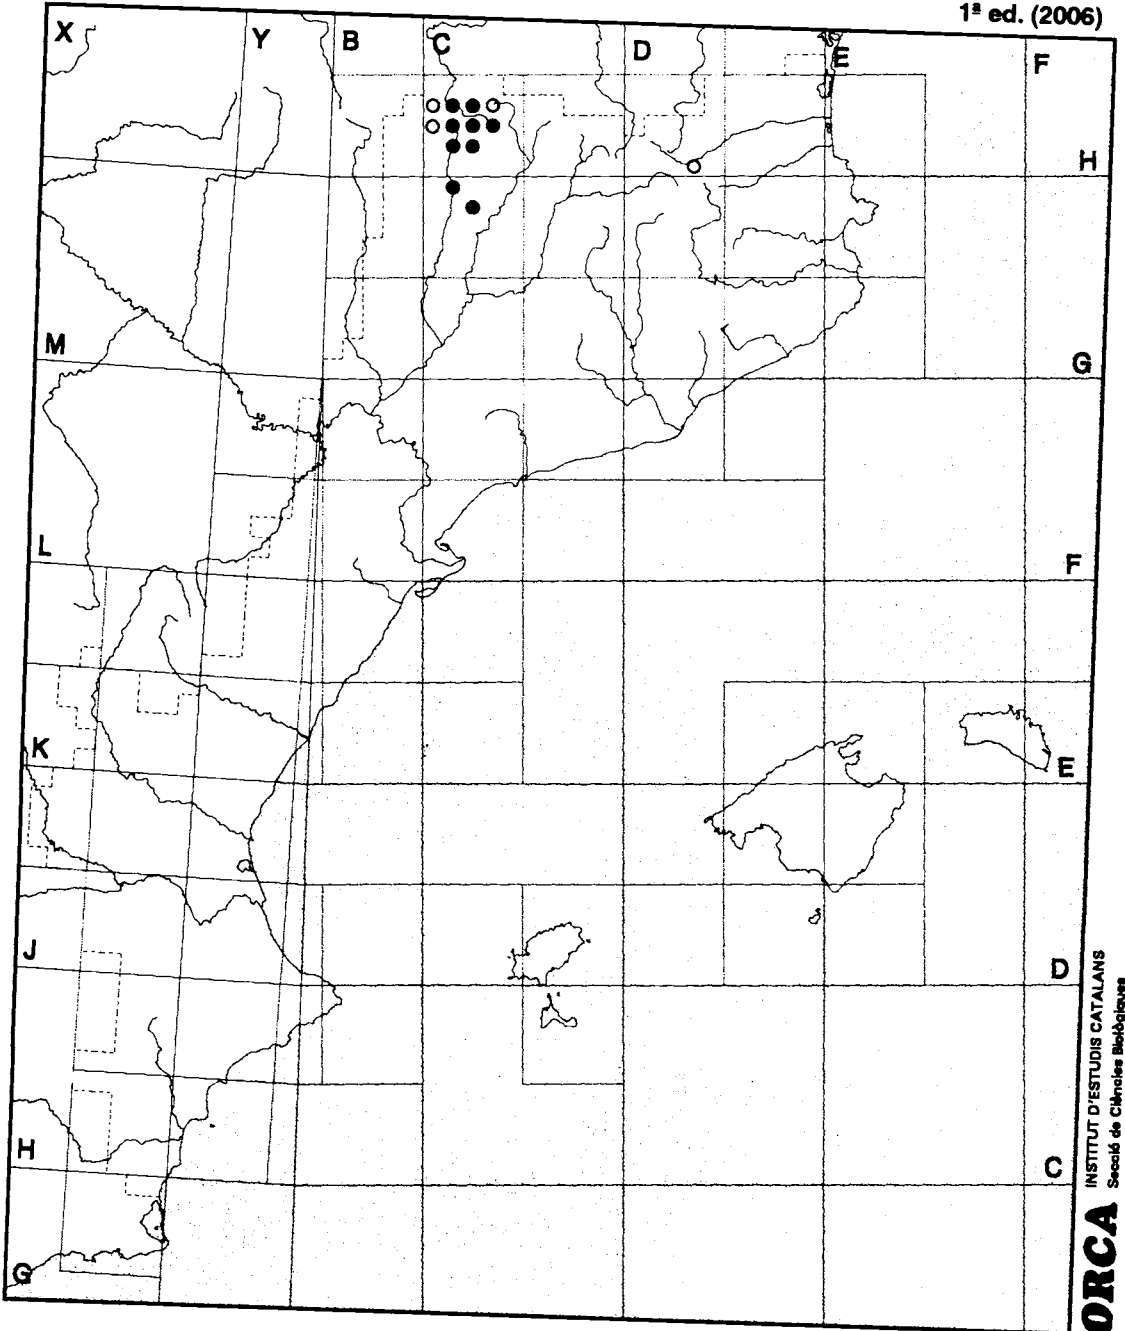 1ª ed. (2006)
X
Y
B
C
D
E
F
H
M
G
L
F
K
E
J
D
H
C
G
ORCA
INSTITUT D'ESTUDIS CATALANS
Secció de Ciències Biològiques